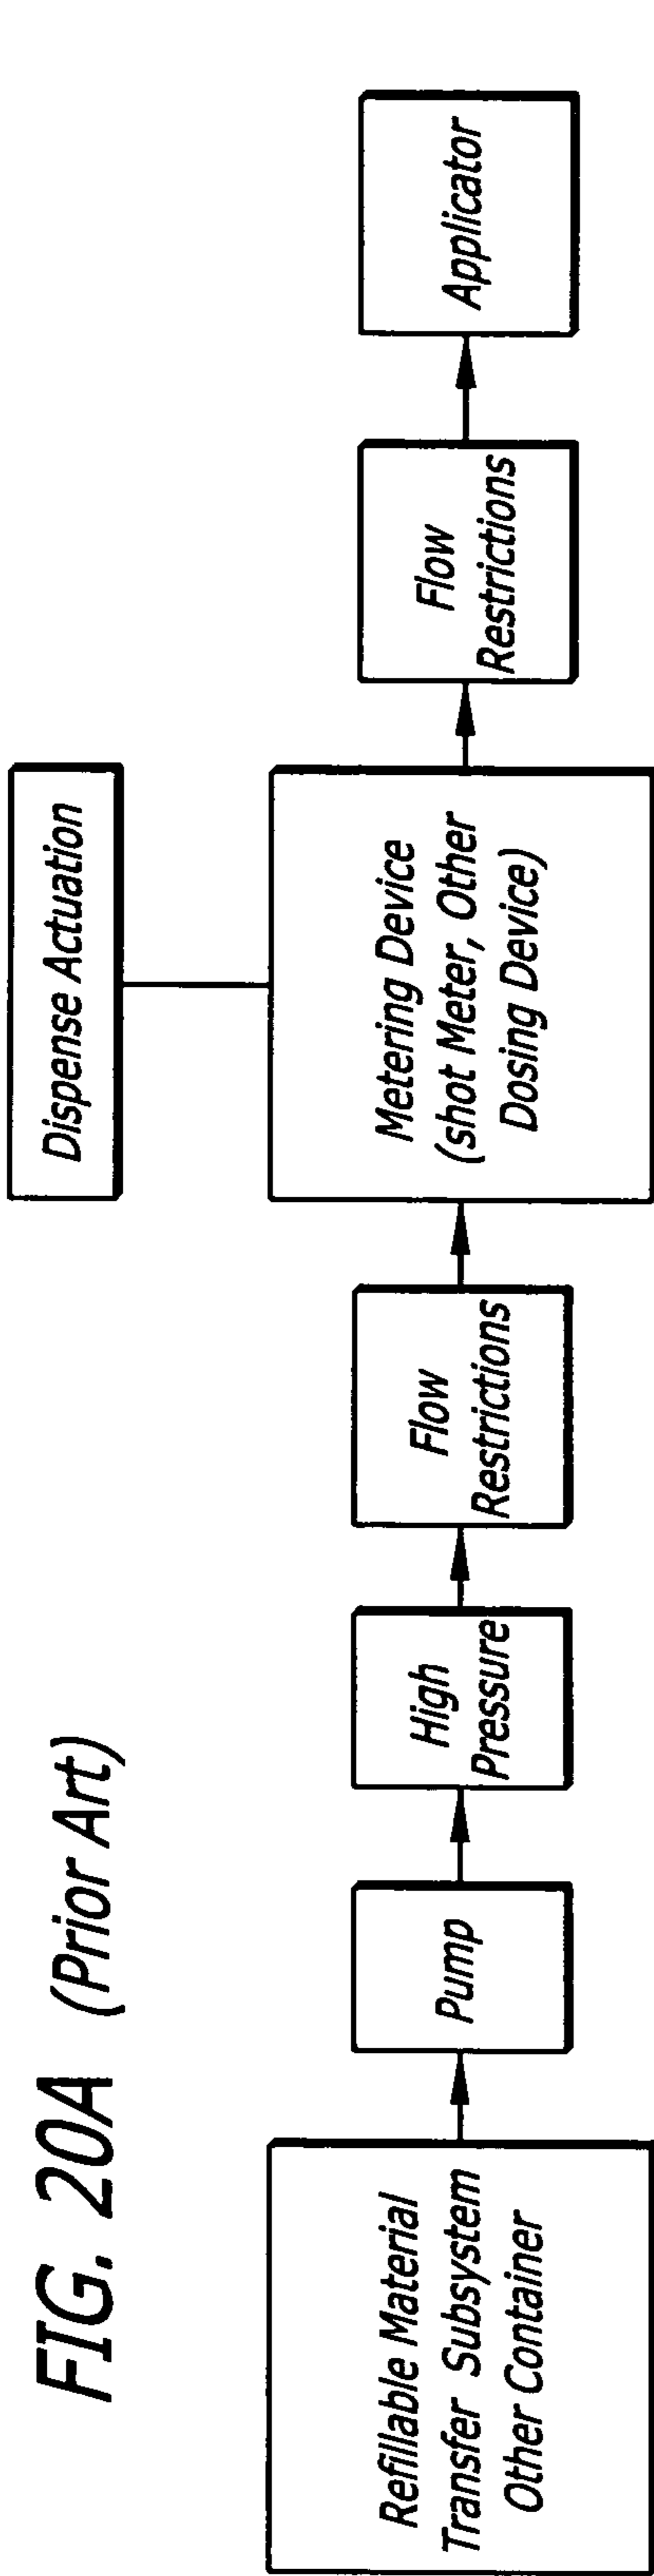 FIG. 20A (Prior Art)
Dispense Actuation
Refillable Material
Transfer Subsystem
Other Container
Pump
High
Pressure
Flow
Restrictions
Metering Device
(shot Meter, Other
Dosing Device)
Flow
Restrictions
Applicator